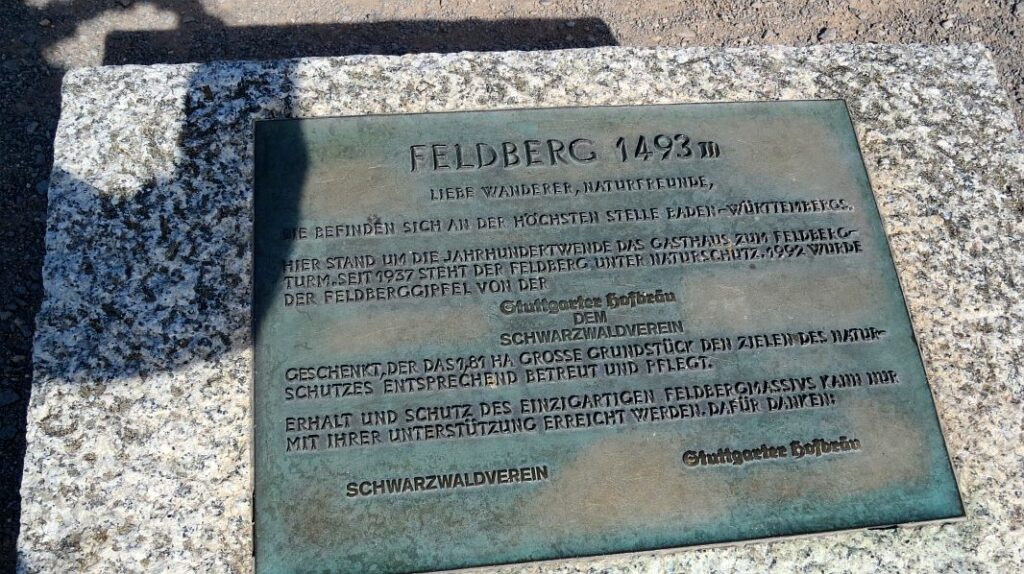 FELDBERG 1493 m
LIEBE WANDERER, NATURFREUNDE,
SIE BEFINDEN SICH AN DER HÖCHSTEN STELLE BADEN-WÜRTTEMBERGS.
HIER STAND UM DIE JAHRHUNDERTWENDE DAS GASTHAUS ZUM FELDBERG-
TURM. SEIT 1937 STEHT DER FELDBERG UNTER NATURSCHUTZ. 1992 WURDE
DER FELDBERGGIPFEL VON DER
Stuttgarter Hofbräu
DEM
SCHWARZWALDVEREIN
GESCHENKT, DER DAS 1,81 HA GROSSE GRUNDSTÜCK DEN ZIELEN DES NATUR-
SCHUTZES ENTSPRECHEND BETREUT UND PFLEGT.
ERHALT UND SCHUTZ DES EINZIGARTIGEN FELDBERGMASSIVS KANN NUR
MIT IHRER UNTERSTÜTZUNG ERREICHT WERDEN. DAFÜR DANKEN:
SCHWARZWALDVEREIN
Stuttgarter Hofbräu